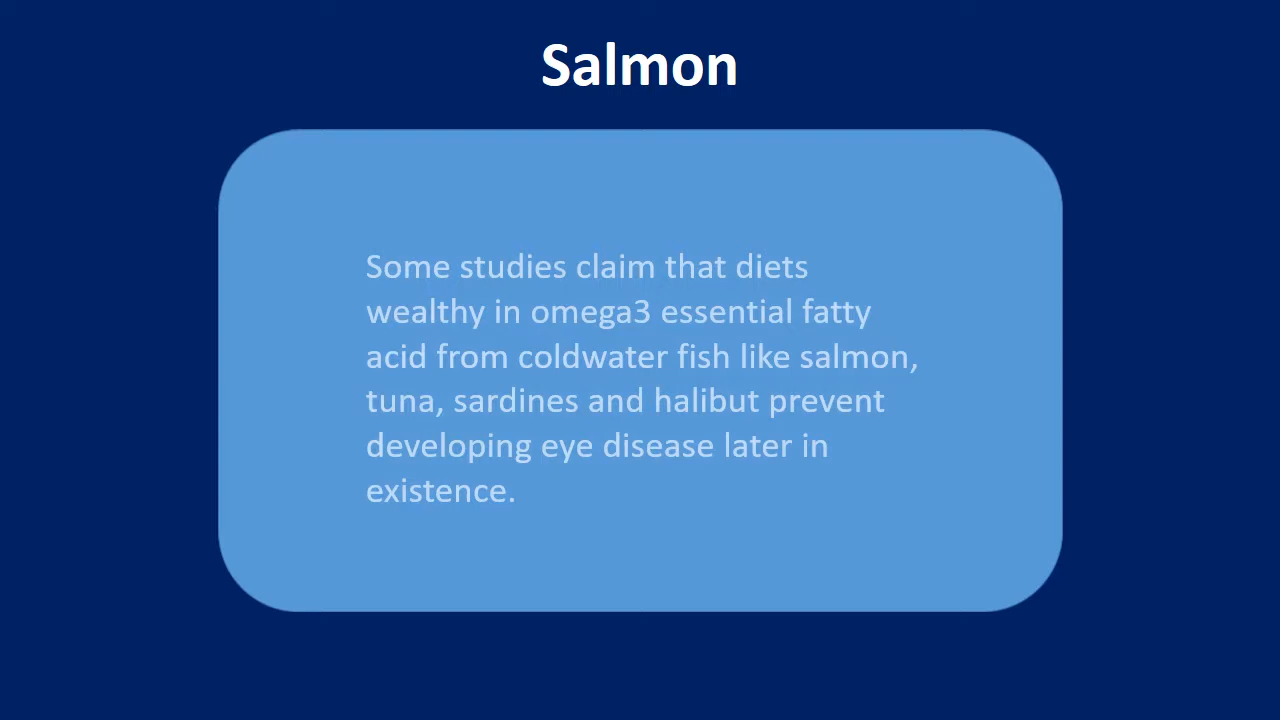 Salmon
Some studies claim that diets
wealthy in omega3 essential fatty
acid from coldwater fish like salmon,
tuna, sardines and halibut prevent
developing eye disease later in
existence.